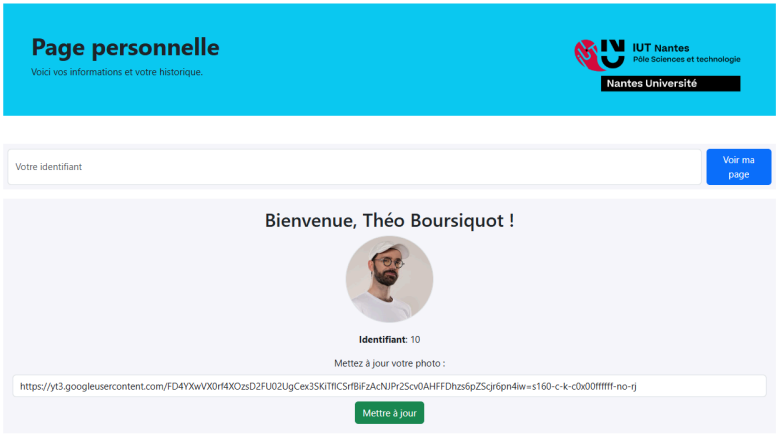 Page personnelle
Voici vos informations et votre historique.
IUT Nantes
Pôle Sciences et technologie
Nantes Université
Votre identifiant
Voir ma
page
Bienvenue, Théo Boursiquot !
Identifiant: 10
Mettez à jour votre photo :
https://yt3.googleusercontent.com/FD4YXwVX0rf4XOzsD2FU02UgCex3SKiTflCSrfBiFzAcNJPr2Scv0AHFFDhzs6pZScjr6pn4iw=s160-c-k-c0x00ffffff-no-rj
Mettre à jour